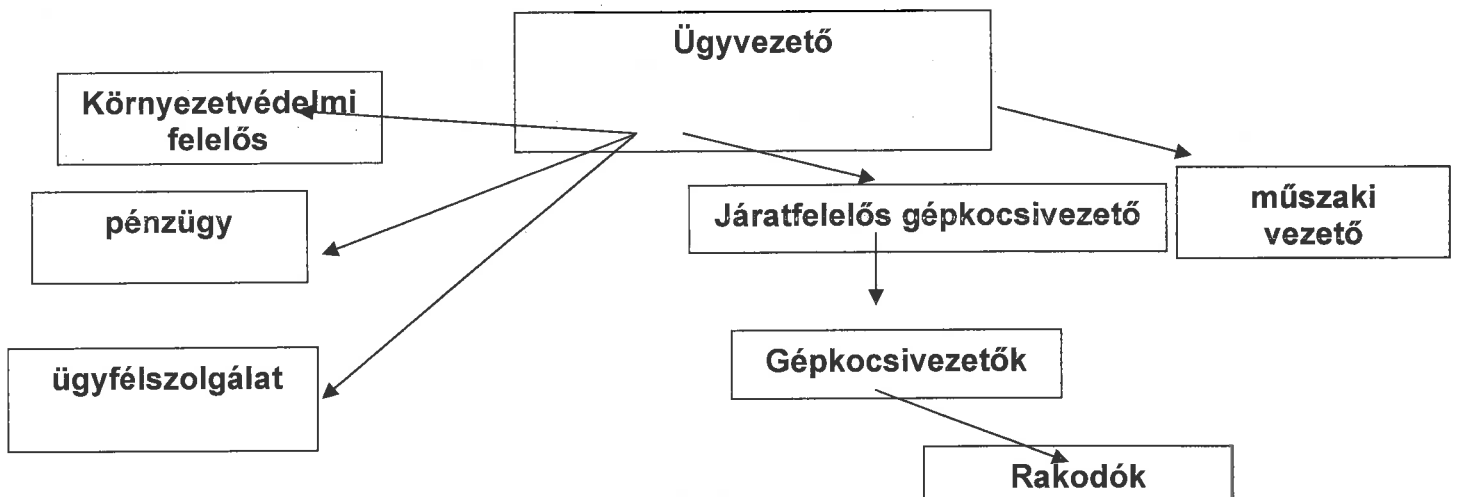 Ügyvezető
Környezetvédelmi
felelős
pénzügy
Járatfelelős gépkocsivezető
műszaki
vezető
ügyfélszolgálat
Gépkocsivezetők
Rakodók